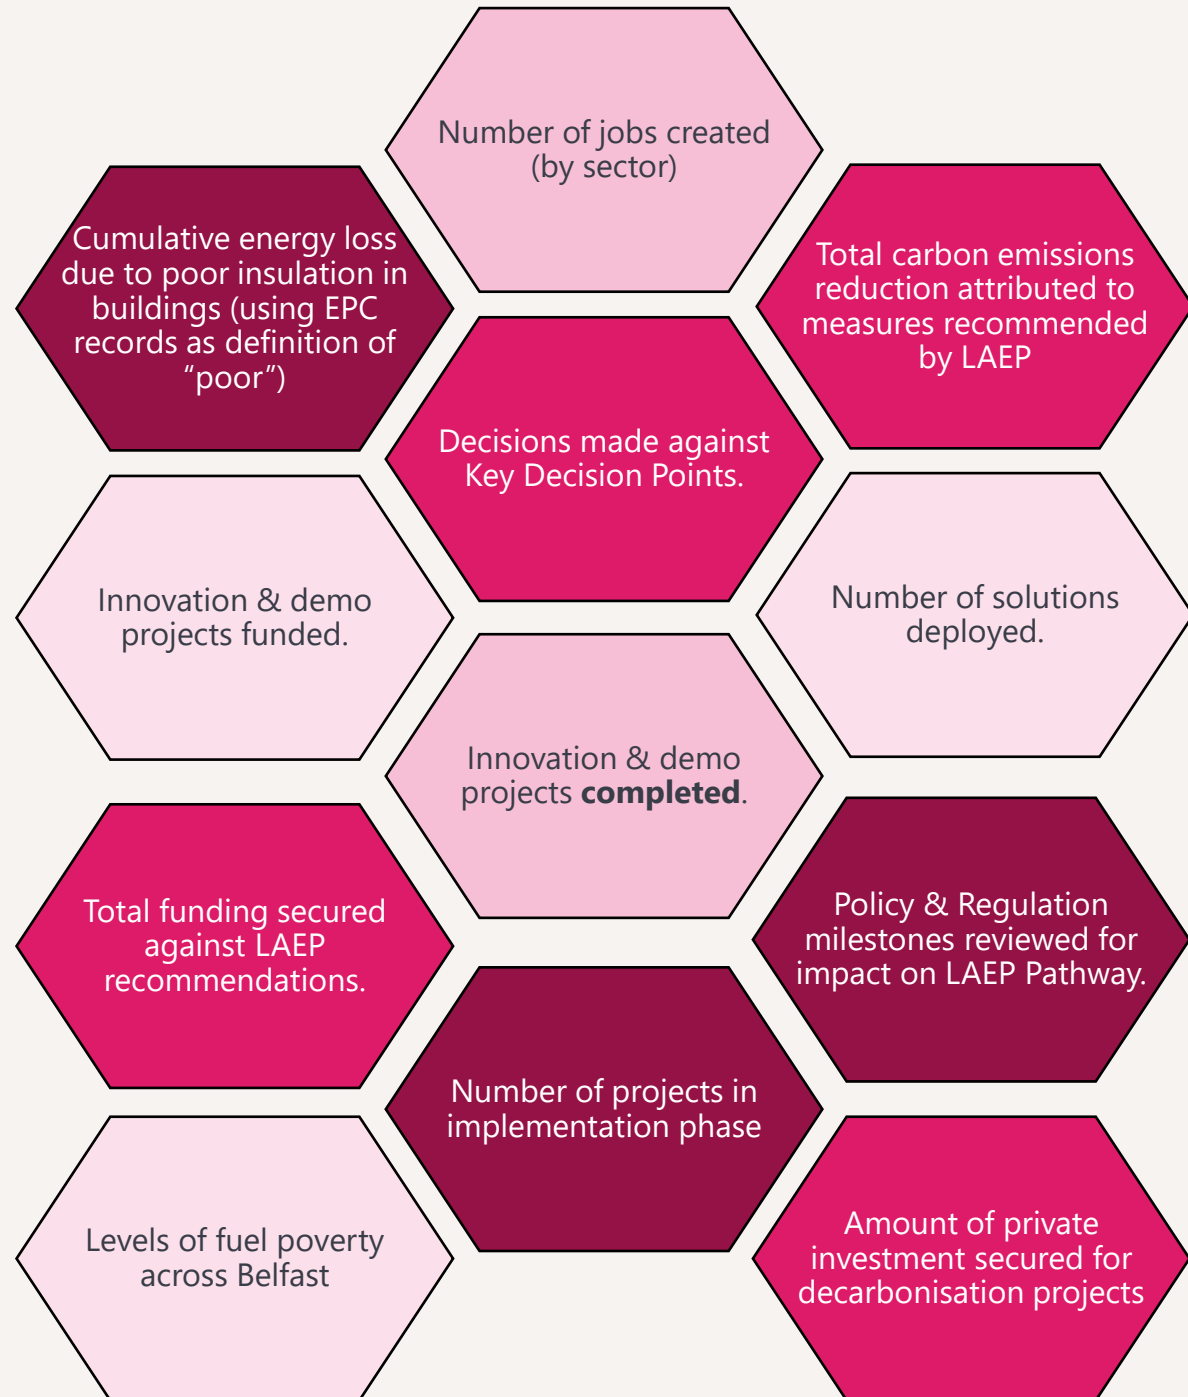 Number of jobs created
(by sector)
Cumulative energy loss
due to poor insulation in
buildings (using EPC
records as definition of
“poor”)
Total carbon emissions
reduction attributed to
measures recommended
by LAEP
Decisions made against
Key Decision Points.
Innovation & demo
projects funded.
Number of solutions
deployed.
Innovation & demo
projects completed.
Total funding secured
against LAEP
recommendations.
Policy & Regulation
milestones reviewed for
impact on LAEP Pathway.
Number of projects in
implementation phase
Levels of fuel poverty
across Belfast
Amount of private
investment secured for
decarbonisation projects